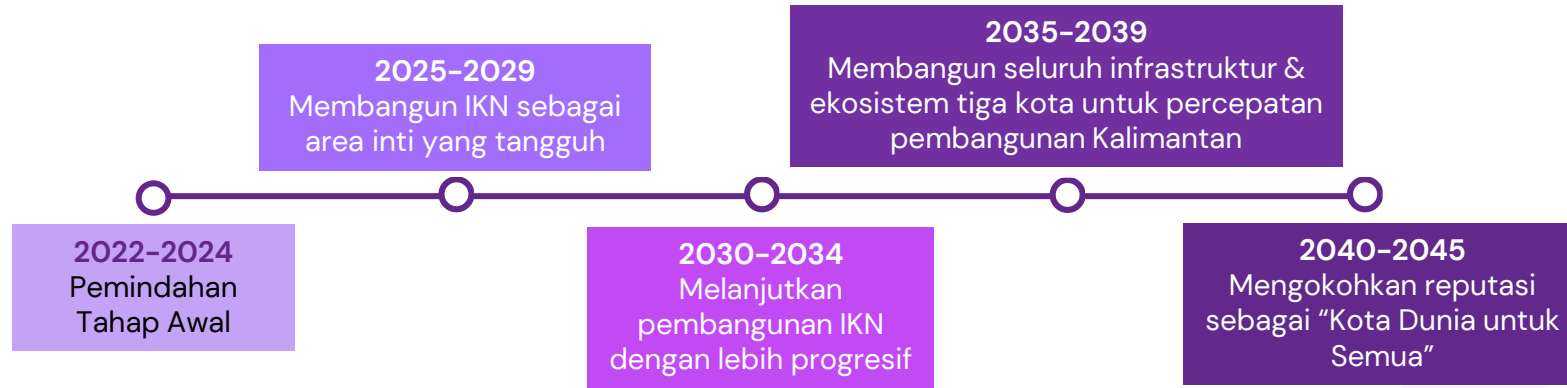 2022-2024
Pemindahan
Tahap Awal
2025-2029
Membangun IKN sebagai
area inti yang tangguh
2030-2034
Melanjutkan
pembangunan IKN
dengan lebih progresif
2035-2039
Membangun seluruh infrastruktur &
ekosistem tiga kota untuk percepatan
pembangunan Kalimantan
2040-2045
Mengokohkan reputasi
sebagai “Kota Dunia untuk
Semua”